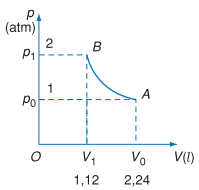 p
(atm)
p₁ 2 B
p₀ 1 A
O V₁ V₀ V(l)
1,12 2,24